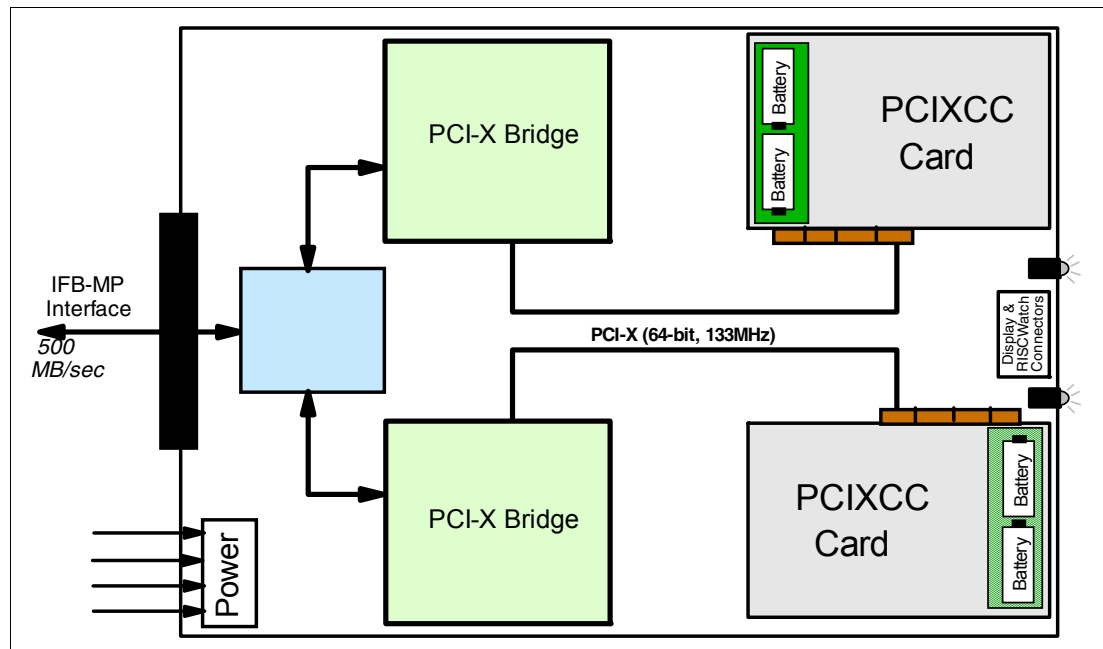 PCI-X Bridge
Battery
Battery
PCIXCC
Card
IFB-MP
Interface
500
MB/sec
PCI-X (64-bit, 133MHz)
Display &
RISCWatch
Connectors
PCI-X Bridge
PCIXCC
Card
Battery
Battery
Power